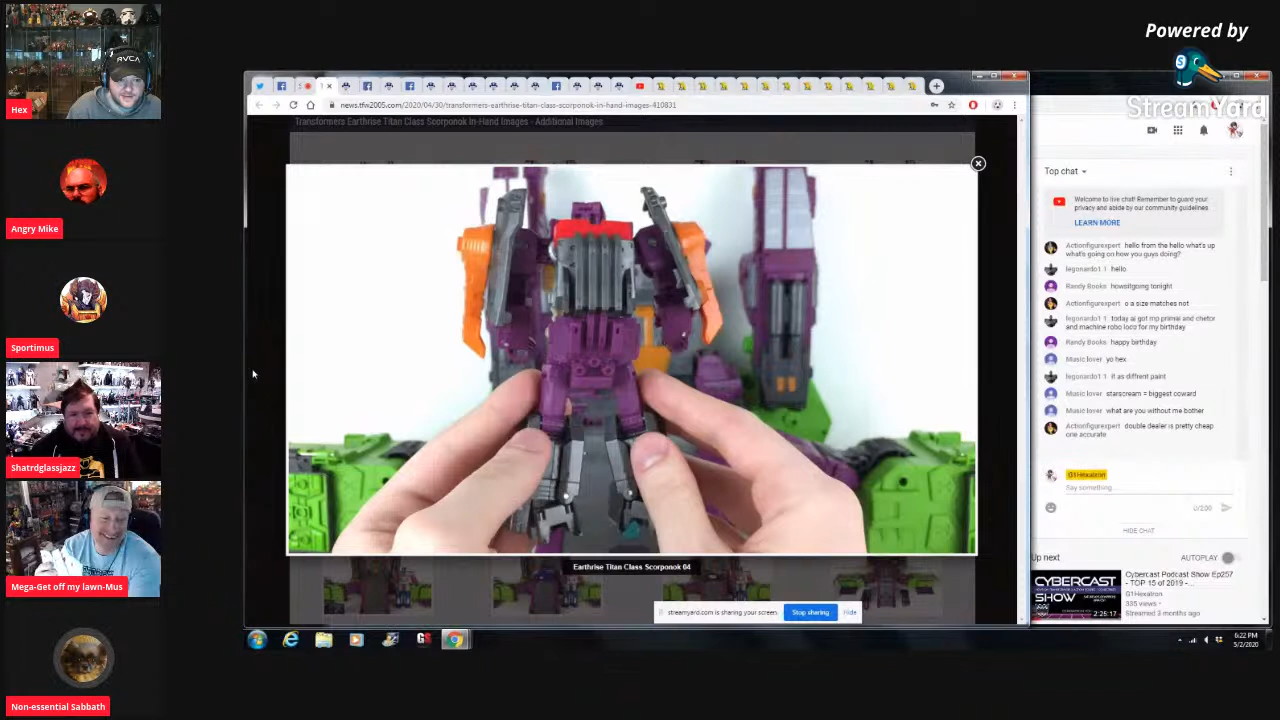 Powered by
StreamYard
RVCA
Hex
Angry Mike
Sportimus
Shatrdglassjazz
Mega-Get off my lawn-Mus
Non-essential Sabbath
news.tfw2005.com/2020/04/30/transformers-earthrise-titan-class-scorponok-in-hand-images-410831
Transformers Earthrise Titan Class Scorponok In-Hand Images - Additional Images
Earthrise Titan Class Scorponok 04
streamyard.com is sharing your screen.
Stop sharing
Hide
Top chat
Welcome to live chat! Remember to guard your
privacy and abide by our community guidelines.
LEARN MORE
Actionfigurexpert hello from the hello what's up
what's going on how you guys doing?
legonardo1 l hello
Randy Books howsitgoing tonight
Actionfigurexpert o a size matches not
legonardo1 1 today ai got mp primal and chetor
and machine robo loco for my birthday
Randy Books happy birthday
Music lover yo hex
legonardo1 1 it as diffrent paint
Music lover starscream = biggest coward
Music lover what are you without me bother
Actionfigurexpert double dealer is pretty cheap
one accurate
G1Hexatron
Say something...
0/200
HIDE CHAT
Up next
AUTOPLAY
CYBERCAST
SHOW
2:25:17
Cybercast Podcast Show Ep257
- TOP 15 of 2019 - ...
G1Hexatron
335 views •
Streamed 3 months ago
6:22 PM
5/2/2020